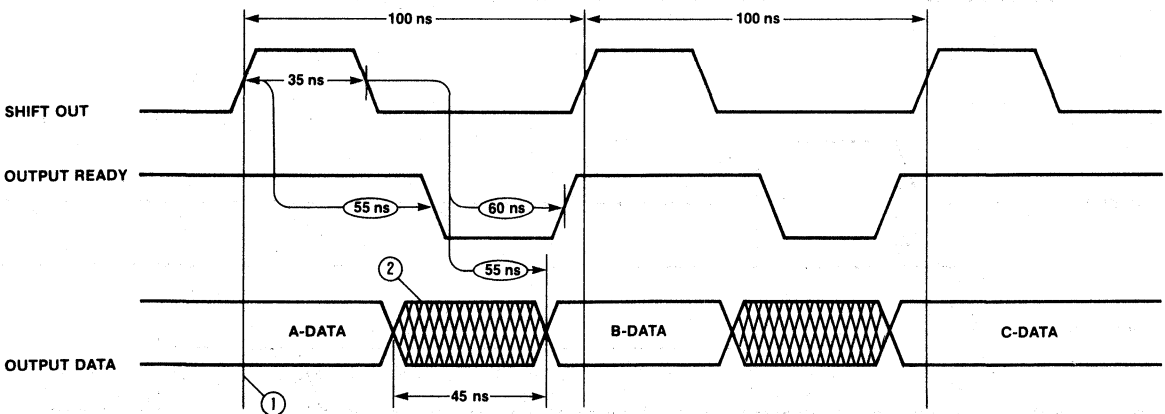 100 ns
100 ns
35 ns
SHIFT OUT
OUTPUT READY
55 ns
60 ns
55 ns
2
A-DATA
B-DATA
C-DATA
OUTPUT DATA
45 ns
1